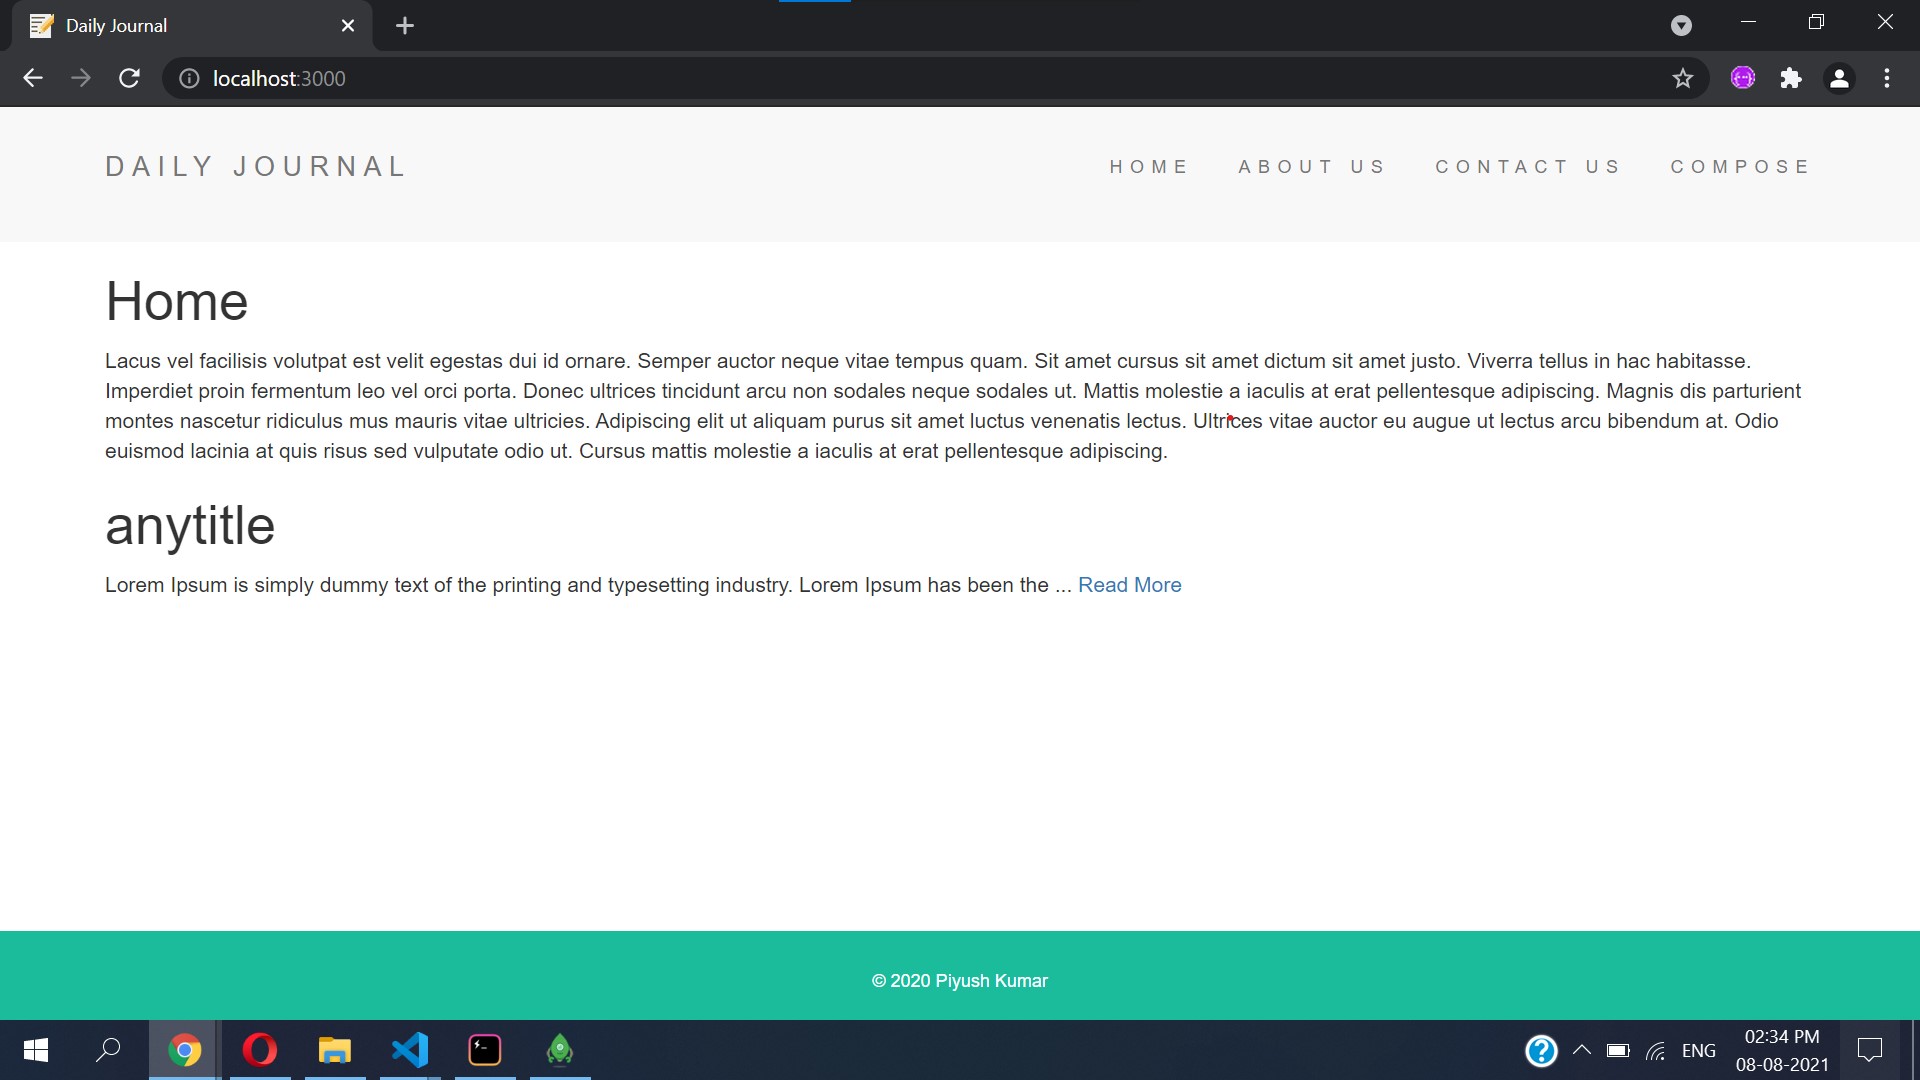 Daily Journal
localhost:3000
DAILY JOURNAL
HOME ABOUT US CONTACT US COMPOSE
Home
Lacus vel facilisis volutpat est velit egestas dui id ornare. Semper auctor neque vitae tempus quam. Sit amet cursus sit amet dictum sit amet justo. Viverra tellus in hac habitasse.
Imperdiet proin fermentum leo vel orci porta. Donec ultrices tincidunt arcu non sodales neque sodales ut. Mattis molestie a iaculis at erat pellentesque adipiscing. Magnis dis parturient
montes nascetur ridiculus mus mauris vitae ultricies. Adipiscing elit ut aliquam purus sit amet luctus venenatis lectus. Ultrices vitae auctor eu augue ut lectus arcu bibendum at. Odio
euismod lacinia at quis risus sed vulputate odio ut. Cursus mattis molestie a iaculis at erat pellentesque adipiscing.
anytitle
Lorem Ipsum is simply dummy text of the printing and typesetting industry. Lorem Ipsum has been the ... Read More
© 2020 Piyush Kumar
ENG
02:34 PM
08-08-2021